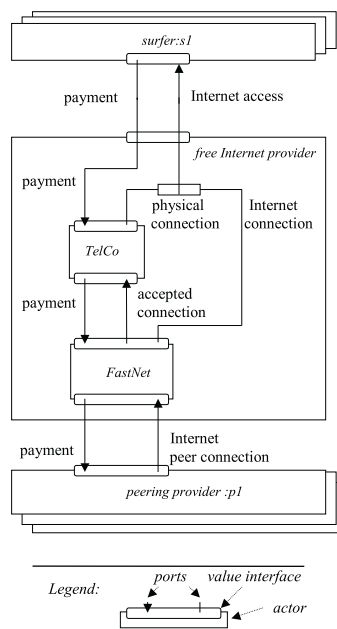 surfer:s1
payment
Internet access
free Internet provider
payment
physical
connection
Internet
connection
TelCo
payment
accepted
connection
FastNet
payment
Internet
peer connection
peering provider :p1
Legend:
ports
value interface
actor